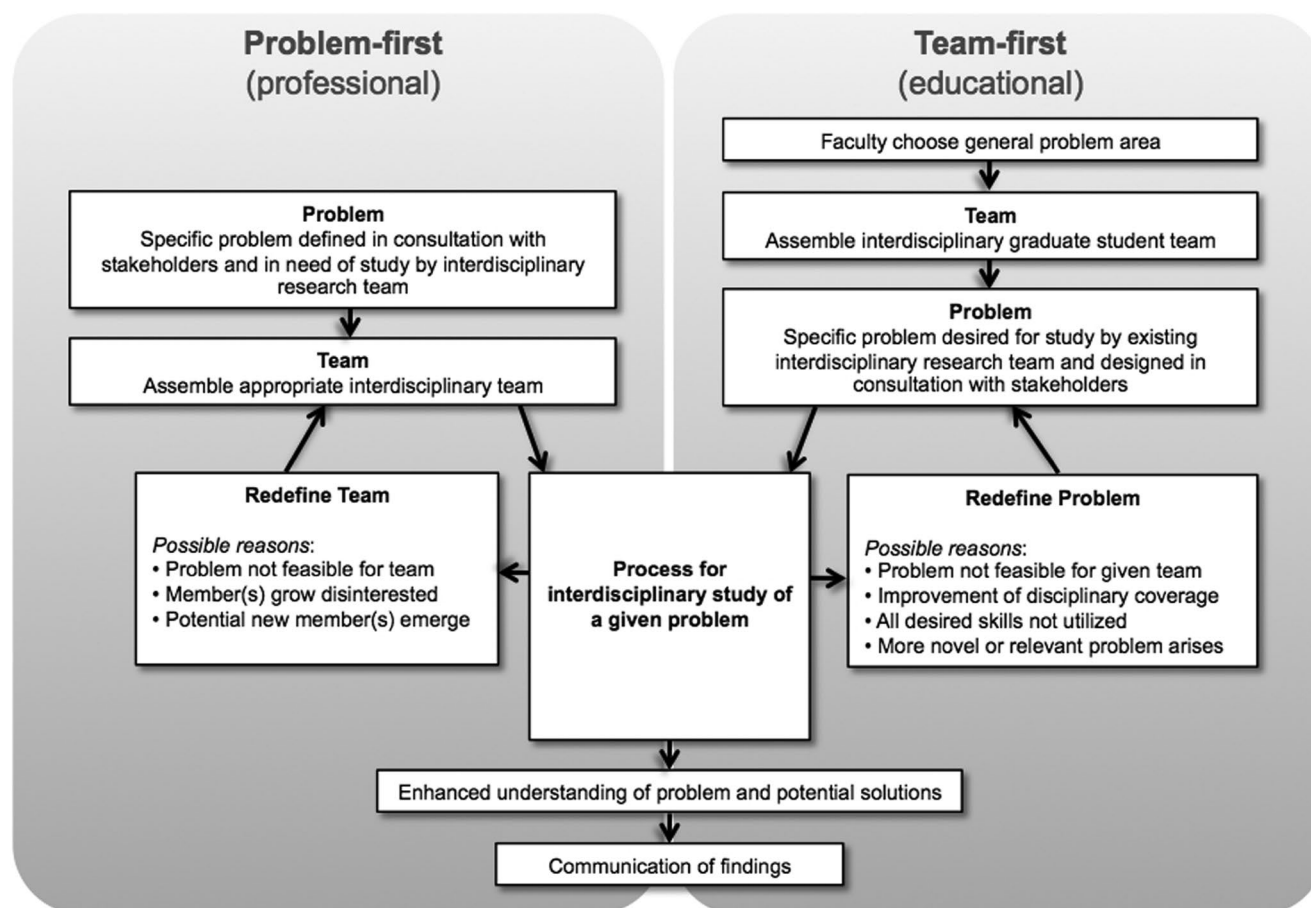 Problem-first
(professional)
Problem
Specific problem defined in consultation with
stakeholders and in need of study by interdisciplinary
research team
Team
Assemble appropriate interdisciplinary team
Redefine Team
Possible reasons:
• Problem not feasible for team
• Member(s) grow disinterested
• Potential new member(s) emerge
Team-first
(educational)
Faculty choose general problem area
Team
Assemble interdisciplinary graduate student team
Problem
Specific problem desired for study by existing
interdisciplinary research team and designed in
consultation with stakeholders
Redefine Problem
Possible reasons:
• Problem not feasible for given team
• Improvement of disciplinary coverage
• All desired skills not utilized
• More novel or relevant problem arises
Process for
interdisciplinary study of
a given problem
Enhanced understanding of problem and potential solutions
Communication of findings